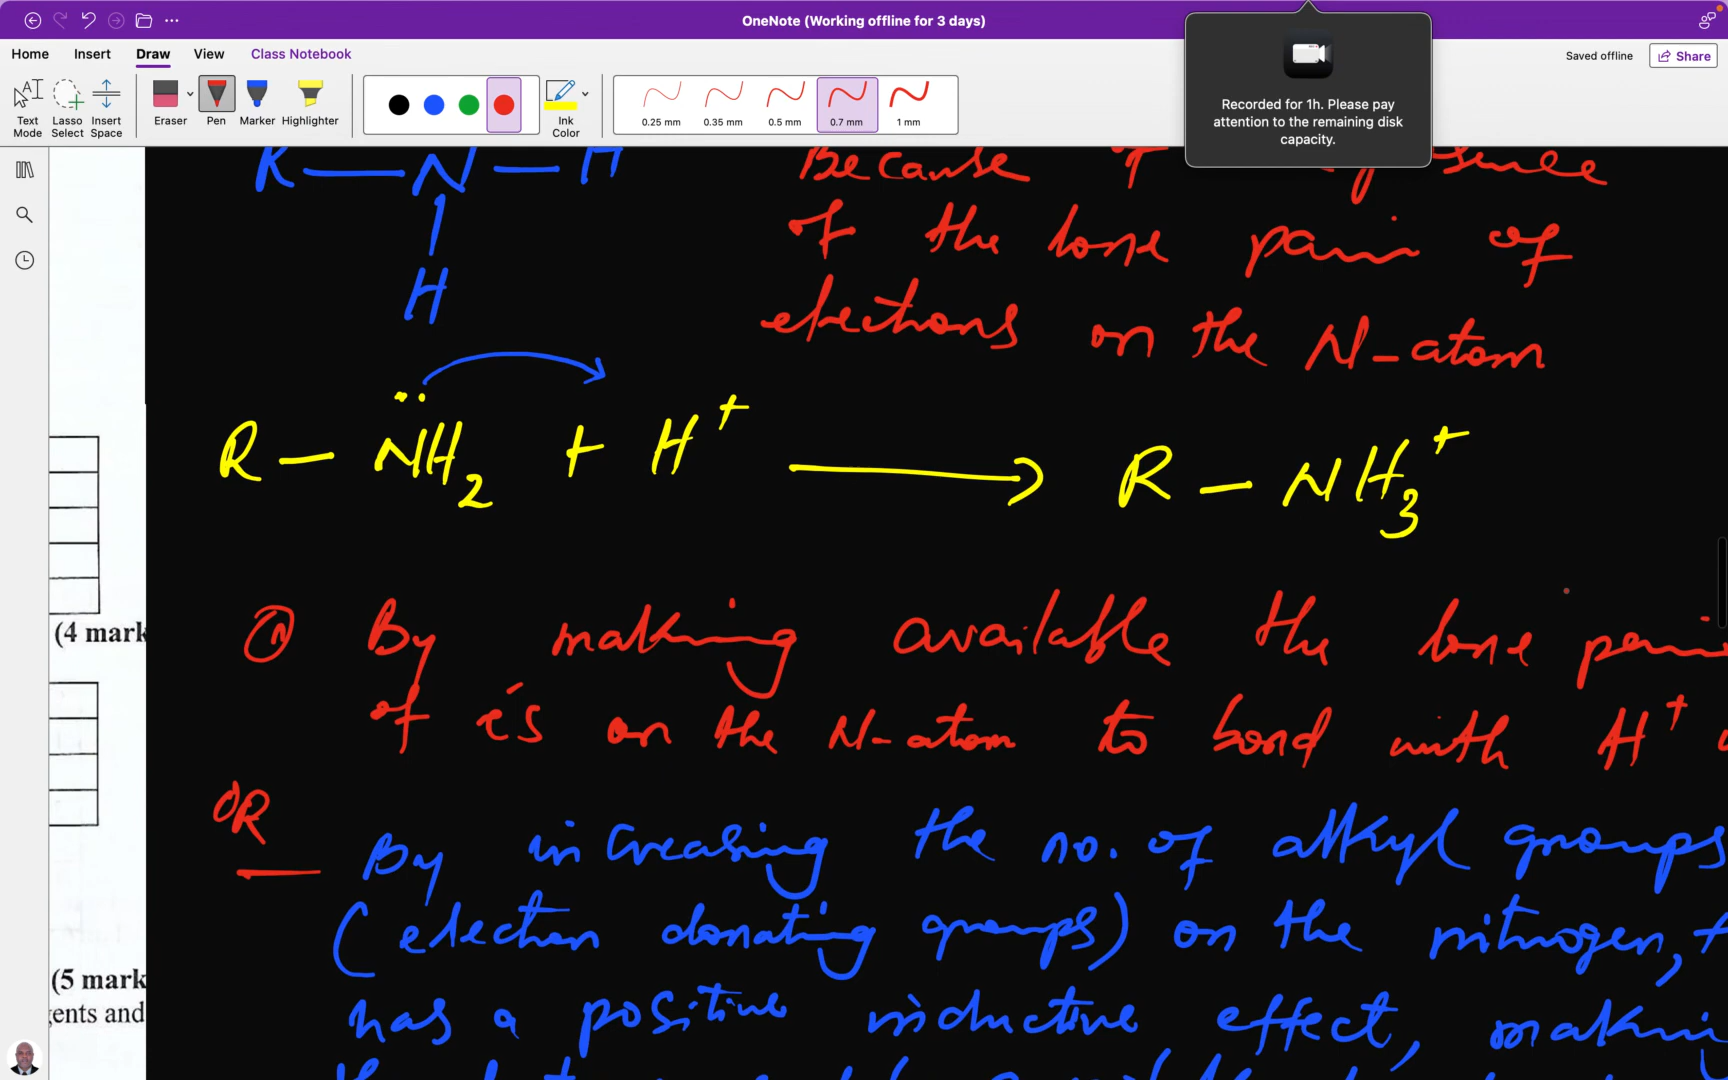 OneNote (Working offline for 3 days)
Home Insert Draw View Class Notebook
Saved offline
Share
Text Mode
Lasso Select
Insert Space
Eraser
Pen
Marker
Highlighter
Ink Color
0.25 mm
0.35 mm
0.5 mm
0.7 mm
1 mm
Recorded for 1h. Please pay
attention to the remaining disk
capacity.
R — N — H
H
Because
of the lone pair of
electrons on the N-atom
R - N̈H₂ + H⁺ ⟶ R - NH₃⁺
By making available the lone pair
of és on the N-atom to bond with H⁺
OR
By increasing the no. of alkyl groups
(electron donating groups) on the nitrogen,
has a positive inductive effect,
(4 mark
(5 mark
gents and